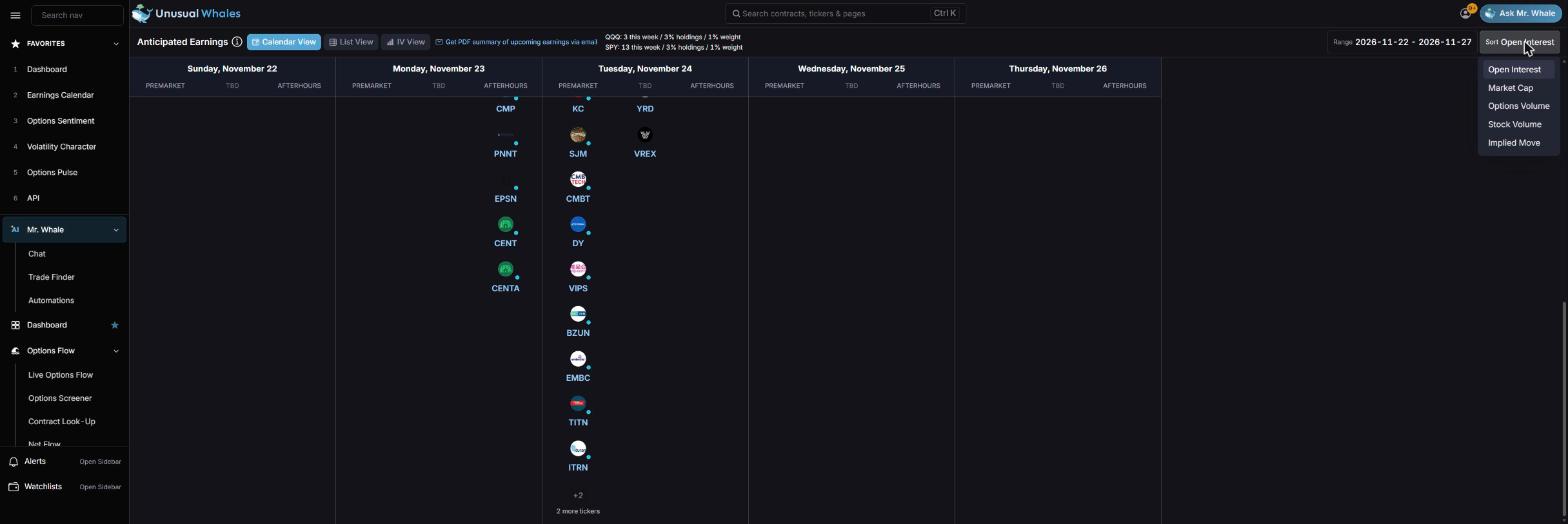 Search nav
Unusual Whales
Search contracts, tickers & pages
Ctrl K
9+
Ask Mr. Whale
FAVORITES
1 Dashboard
2 Earnings Calendar
3 Options Sentiment
4 Volatility Character
5 Options Pulse
6 API
AI Mr. Whale
Chat
Trade Finder
Automations
Dashboard
Options Flow
Live Options Flow
Options Screener
Contract Look-Up
Net Flow
Alerts Open Sidebar
Watchlists Open Sidebar
Anticipated Earnings
Calendar View
List View
IV View
Get PDF summary of upcoming earnings via email
QQQ: 3 this week / 3% holdings / 1% weight
SPY: 13 this week / 3% holdings / 1% weight
Range 2026-11-22 - 2026-11-27
Sort Open Interest
Open Interest
Market Cap
Options Volume
Stock Volume
Implied Move
Sunday, November 22
PREMARKET TBD AFTERHOURS
Monday, November 23
PREMARKET TBD AFTERHOURS
CMP
PNNT
EPSN
CENT
CENTA
Tuesday, November 24
PREMARKET TBD AFTERHOURS
KC
SJM
CMB
TECH
CMBT
DY
VIPS
BZUN
EMBC
TITN
ITRN
+2
2 more tickers
YRD
VREX
Wednesday, November 25
PREMARKET TBD AFTERHOURS
Thursday, November 26
PREMARKET TBD AFTERHOURS